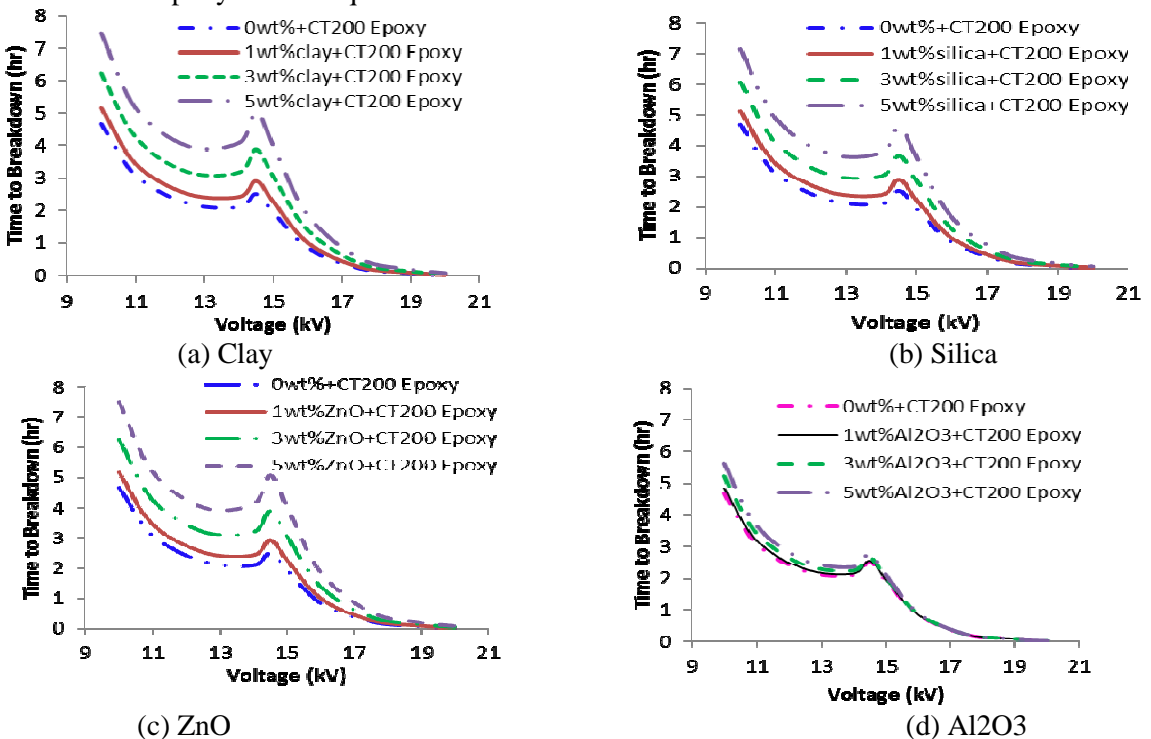 8
7
6
5
4
3
2
1
0
Time to Breakdown (hr)
0wt%+CT200 Epoxy
1wt%clay+CT200 Epoxy
3wt%clay+CT200 Epoxy
5wt%clay+CT200 Epoxy
9 11 13 15 17 19 21
Voltage (kV)
(a) Clay
8
7
6
5
4
3
2
1
0
Time to Breakdown (hr)
0wt%+CT200 Epoxy
1wt%silica+CT200 Epoxy
3wt%silica+CT200 Epoxy
5wt%silica+CT200 Epoxy
9 11 13 15 17 19 21
Voltage (kV)
(b) Silica
8
7
6
5
4
3
2
1
0
Time to Breakdown (hr)
0wt%+CT200 Epoxy
1wt%ZnO+CT200 Epoxy
3wt%ZnO+CT200 Epoxy
5wt%ZnO+CT200 Epoxy
9 11 13 15 17 19 21
Voltage (kV)
(c) ZnO
8
7
6
5
4
3
2
1
0
Time to Breakdown (hr)
0wt%+CT200 Epoxy
1wt%Al2O3+CT200 Epoxy
3wt%Al2O3+CT200 Epoxy
5wt%Al2O3+CT200 Epoxy
9 11 13 15 17 19 21
Voltage (kV)
(d) Al2O3